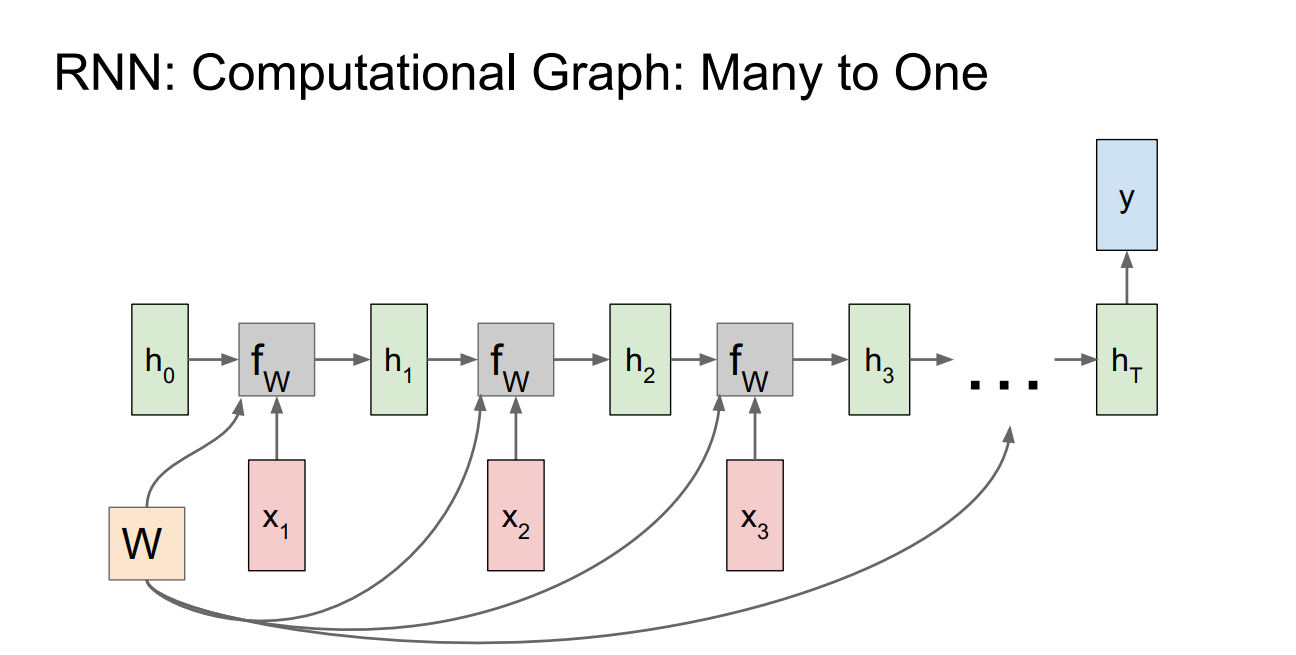 RNN: Computational Graph: Many to One
y
h0 fW h1 fW h2 fW h3 ... hT
W x1 x2 x3